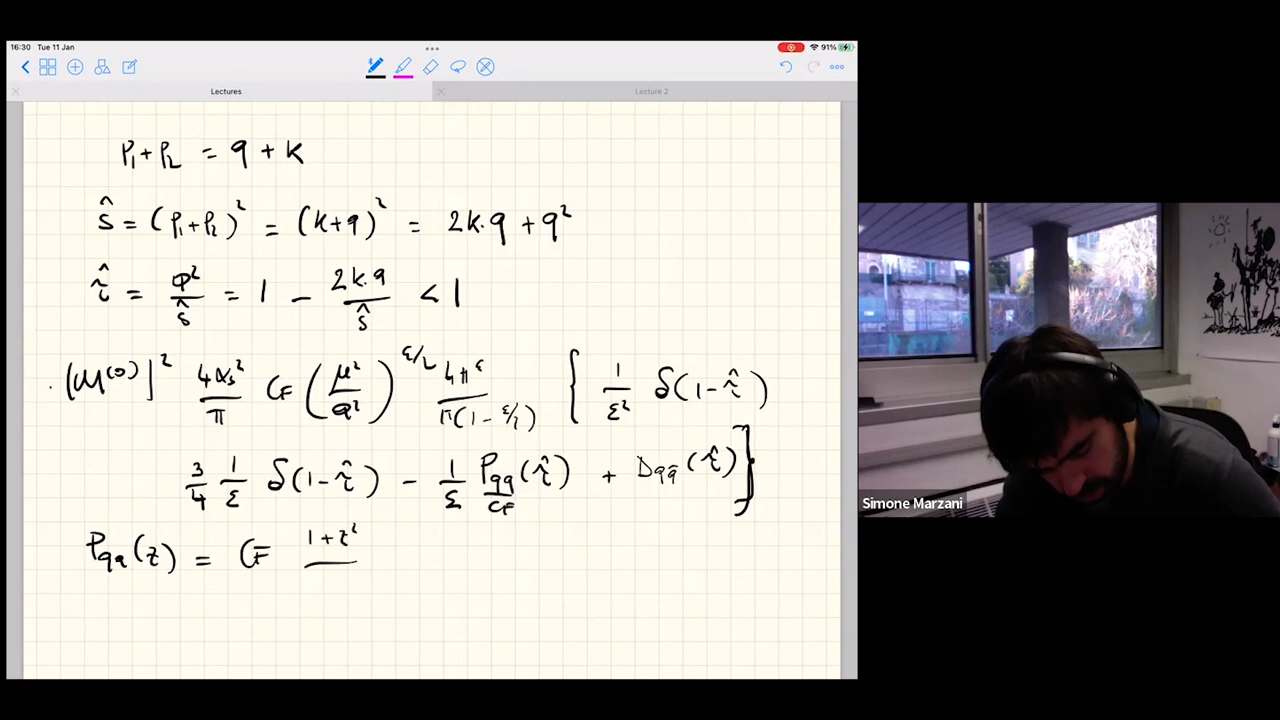 16:30 Tue 11 Jan
91%
Lectures
Lecture 2
p₁+p₂ = q + k
ŝ = (p₁+p₂)² = (k+q)² = 2k·q + q²
τ̂ = Q²/ŝ = 1 − 2k·q/ŝ < 1
|M⁽⁰⁾|² 4αs²/π CF (μ²/Q²)^ε/2 4π^ε/Γ(1−ε/2) { 1/ε² δ(1−τ̂)
3/4 1/ε δ(1−τ̂) − 1/ε Pqq(τ̂)/CF + Dqq̄(τ̂) }
Pqq(z) = CF 1+z²
Simone Marzani